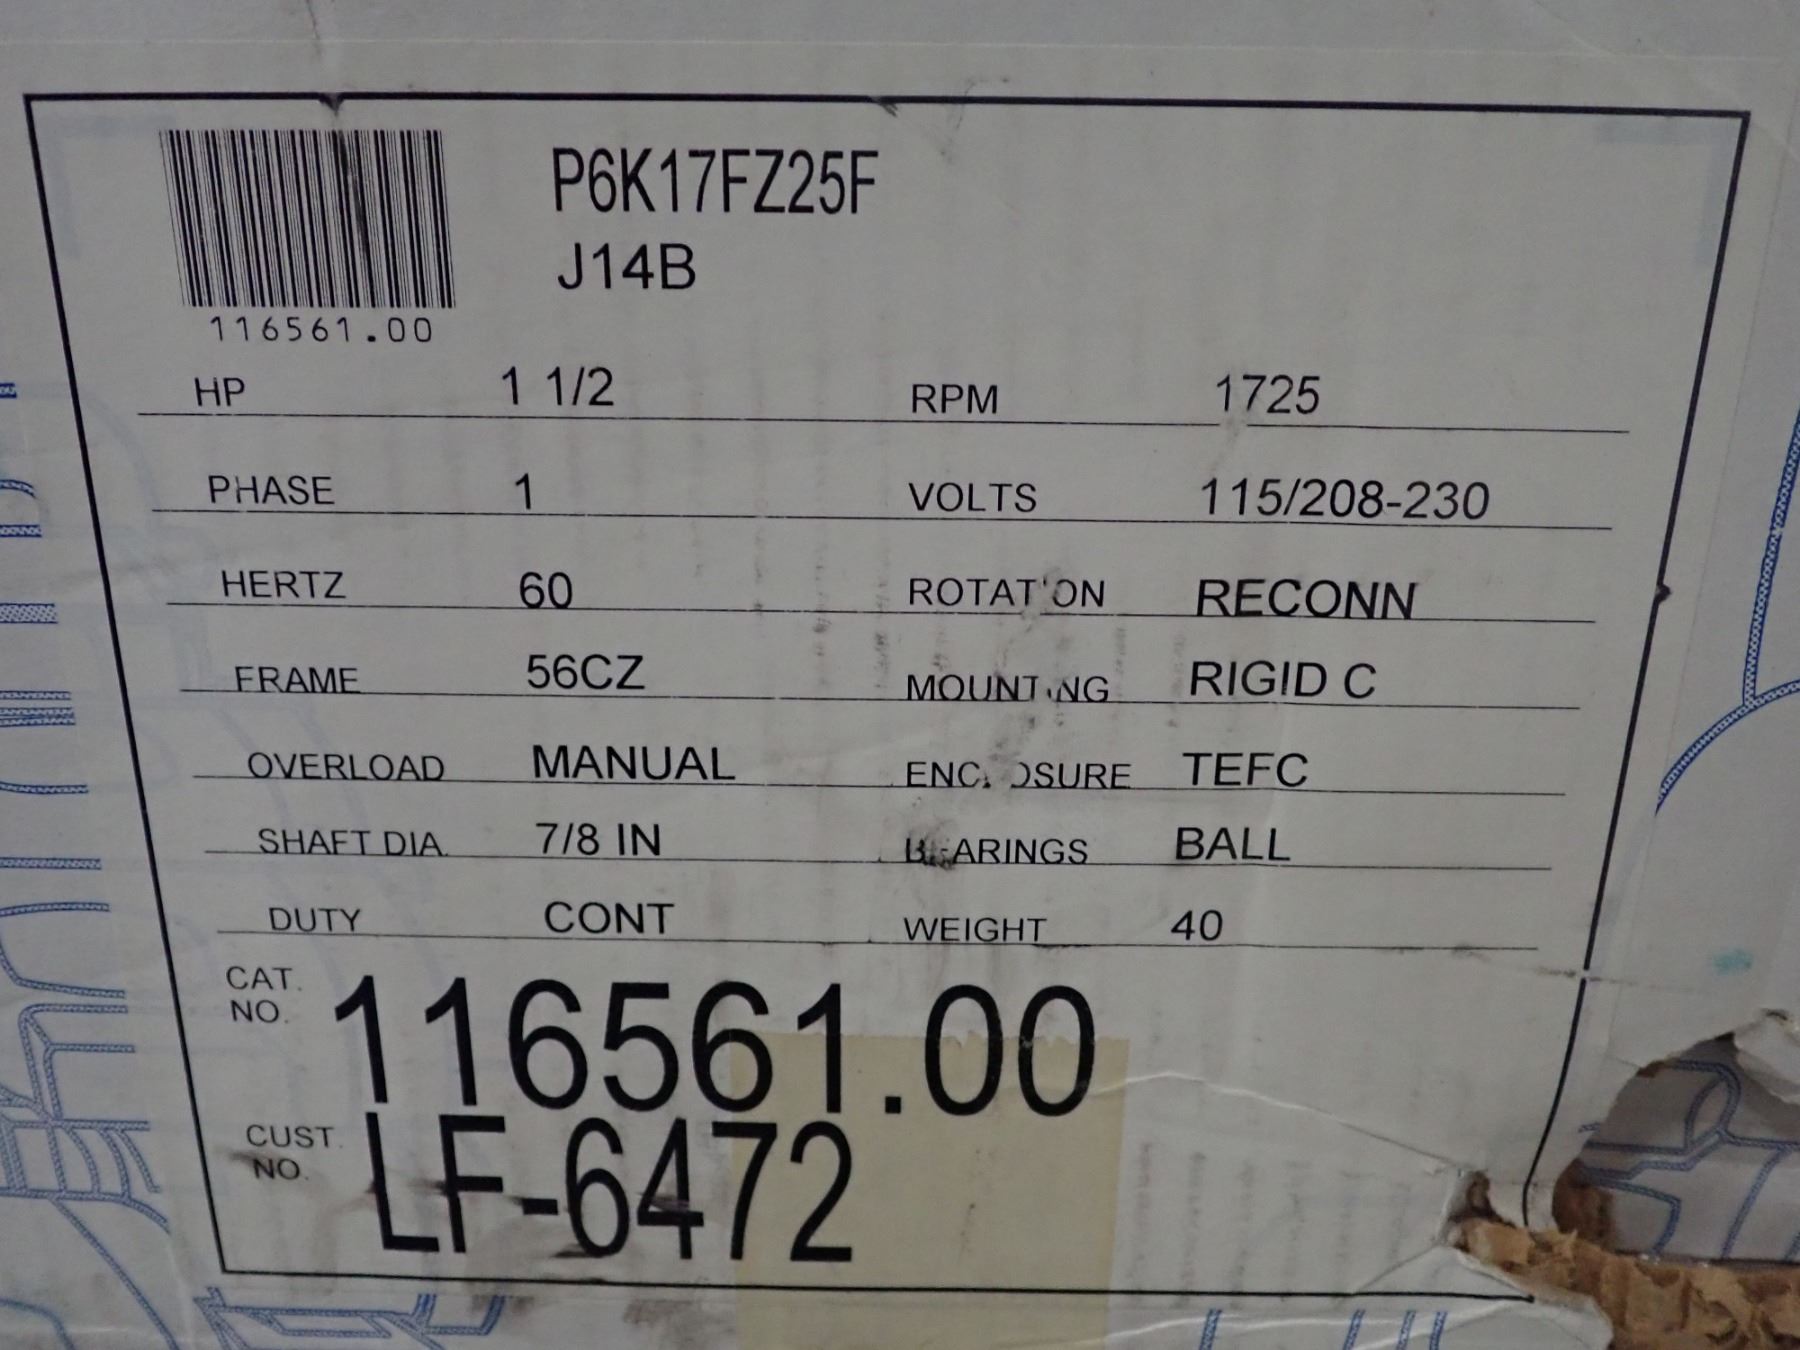 P6K17FZ25F
J14B
116561.00
HP 1 1/2 RPM 1725
PHASE 1 VOLTS 115/208-230
HERTZ 60 ROTATION RECONN
FRAME 56CZ MOUNTING RIGID C
OVERLOAD MANUAL ENCLOSURE TEFC
SHAFT DIA. 7/8 IN BEARINGS BALL
DUTY CONT WEIGHT 40
CAT. NO. 116561.00
CUST. NO. LF-6472